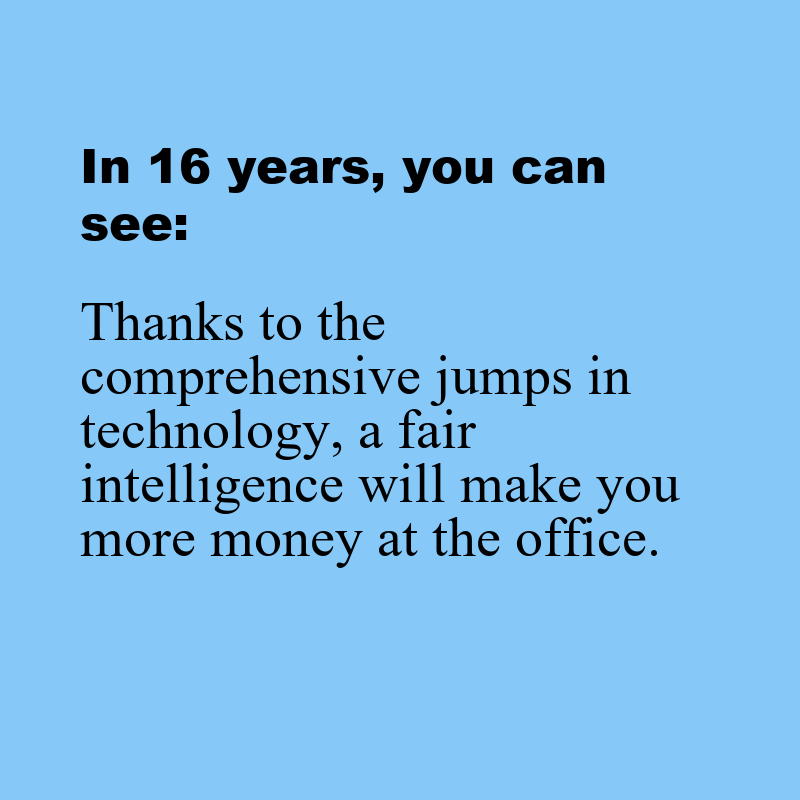 In 16 years, you can
see:
Thanks to the
comprehensive jumps in
technology, a fair
intelligence will make you
more money at the office.